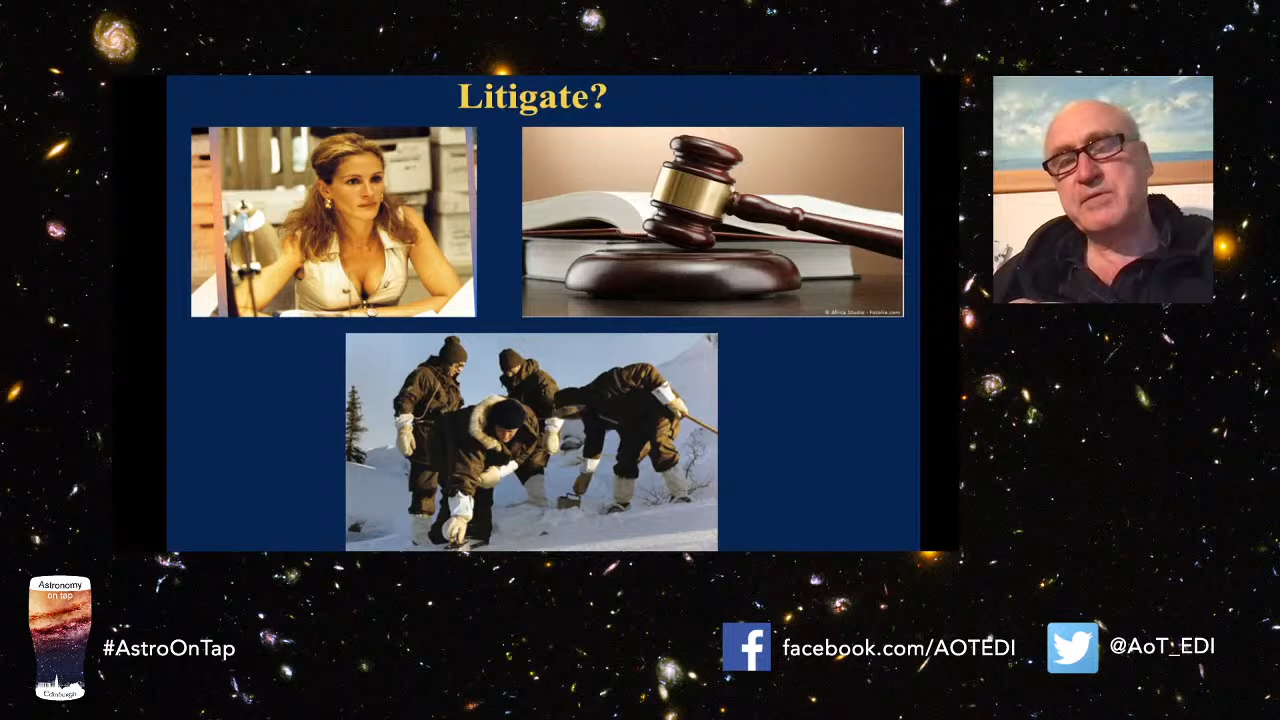 Litigate?
© Africa Studio - Fotolia.com
Astronomy
on tap
Edinburgh
#AstroOnTap
facebook.com/AOTEDI
@AoT_EDI